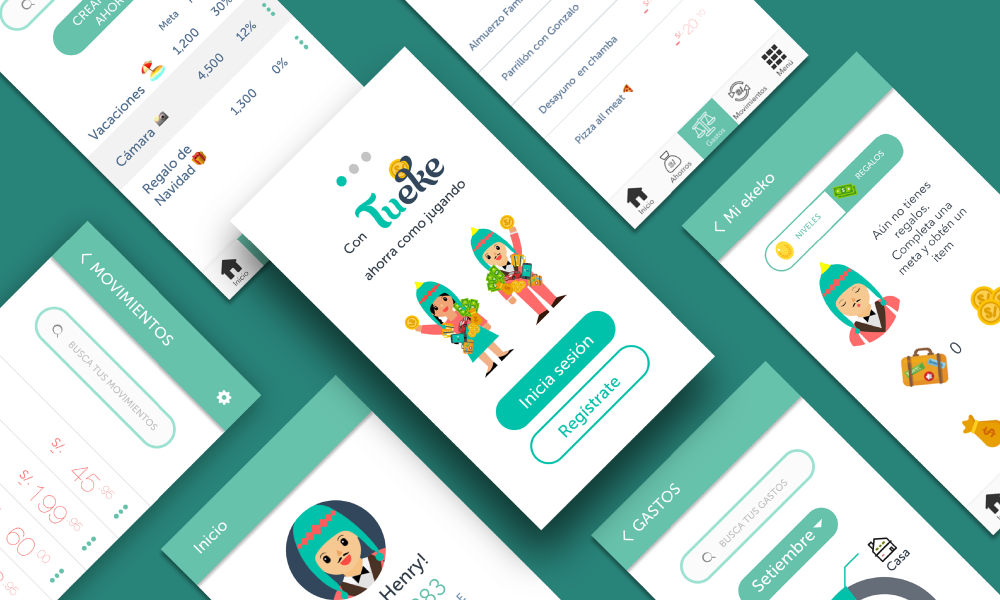 CREAR
AHOR
Meta
30%
Vacaciones
1,200
12%
Cámara
4,500
0%
Regalo de
Navidad
1,300
Inicio
Almuerzo Fam
Parrillón con Gonzalo
Desayuno en chamba
Pizza all meat
s/. 20
Inicio
Ahorros
Gastos
Movimientos
Menú
Con Tueke
ahorra como jugando
Inicia sesión
Regístrate
< Mi ekeko
NIVELES
REGALOS
Aún no tienes
regalos.
Completa una
meta y obtén un
item
0
< MOVIMIENTOS
BUSCA TUS MOVIMIENTOS
s/. 45 .95
s/. 199 .95
60 .00
.95
Inicio
Henry!
83
< GASTOS
BUSCA TUS GASTOS
Setiembre
Casa